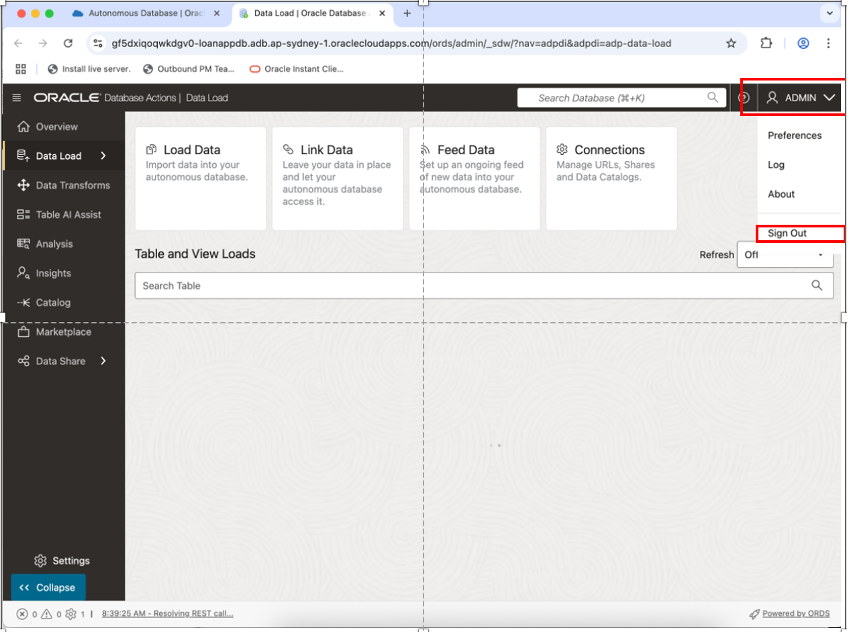 Autonomous Database | Orac
Data Load | Oracle Database
gf5dxiqoqwkdgv0-loanappdb.adb.ap-sydney-1.oraclecloudapps.com/ords/admin/_sdw/?nav=adpdi&adpdi=adp-data-load
Install live server.
Outbound PM Tea...
Oracle Instant Clie...
ORACLE Database Actions | Data Load
Search Database (⌘+K)
ADMIN
Preferences
Log
About
Sign Out
Overview
Data Load
Data Transforms
Table AI Assist
Analysis
Insights
Catalog
Marketplace
Data Share
Settings
Collapse
Load Data
Import data into your
autonomous database.
Link Data
Leave your data in place
and let your
autonomous database
access it.
Feed Data
Set up an ongoing feed
of new data into your
autonomous database.
Connections
Manage URLs, Shares
and Data Catalogs.
Table and View Loads
Refresh
Off
Search Table
0 0 1 8:39:25 AM - Resolving REST call...
Powered by ORDS